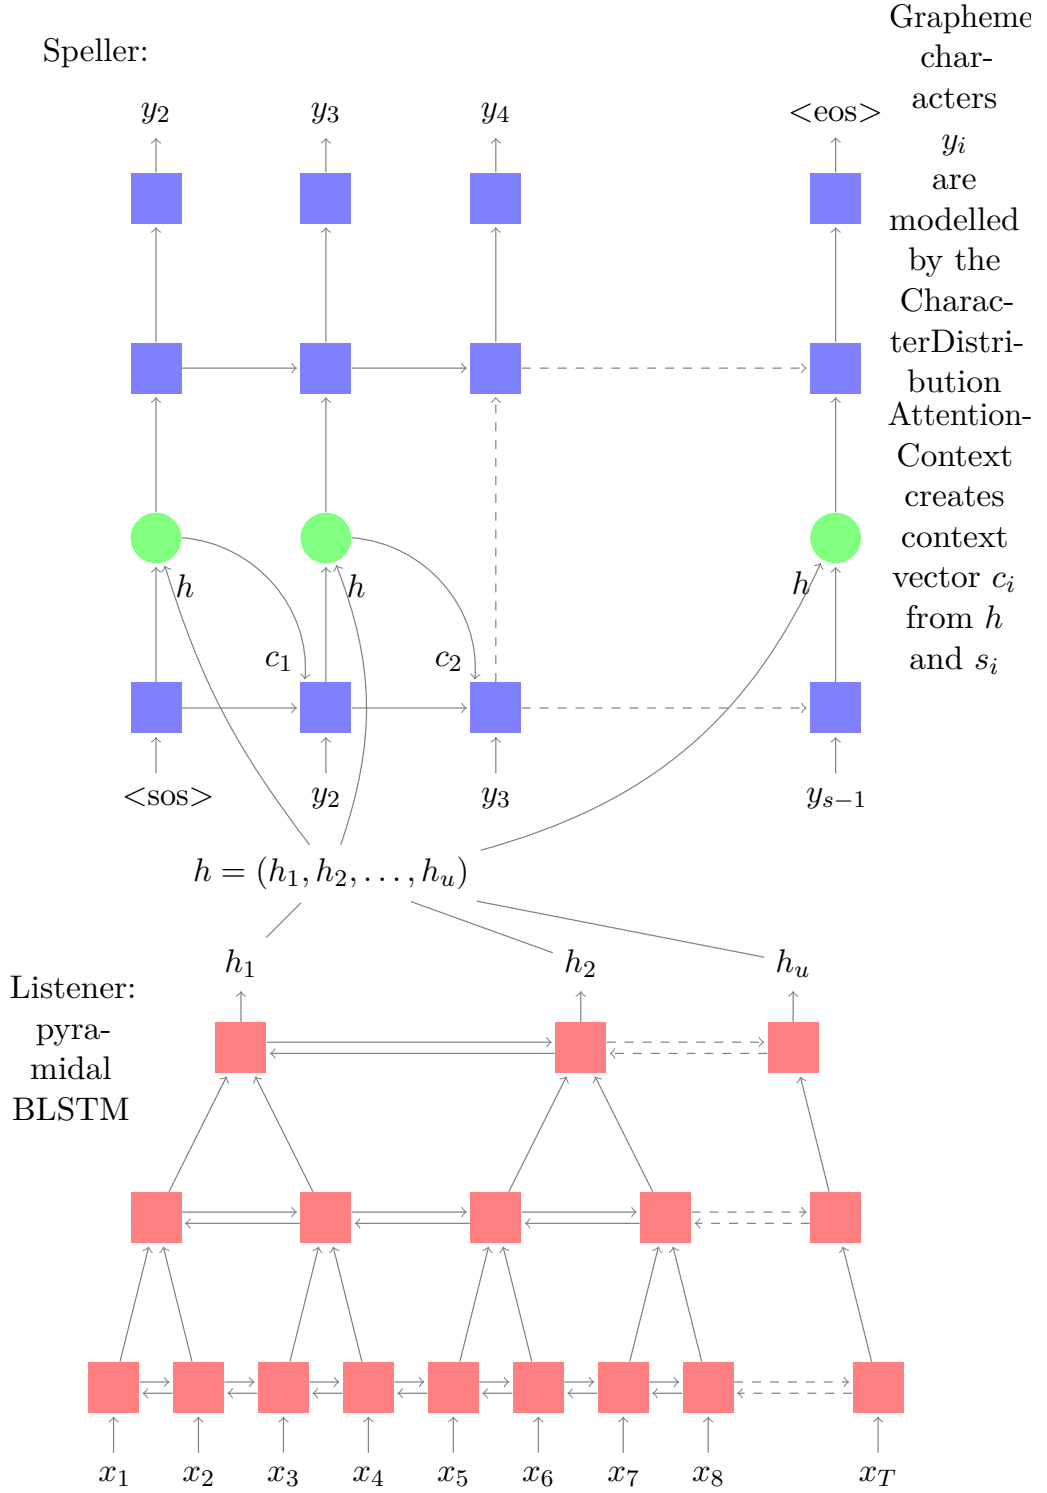 Speller:
Grapheme
char-
acters
y_i
are
modelled
by the
Charac-
terDistri-
bution
Attention-
Context
creates
context
vector c_i
from h
and s_i
y_2 y_3 y_4 <eos>
h h h
c_1 c_2
<sos> y_2 y_3 y_{s-1}
h = (h_1, h_2, . . . , h_u)
h_1 h_2 h_u
Listener:
pyra-
midal
BLSTM
x_1 x_2 x_3 x_4 x_5 x_6 x_7 x_8 x_T